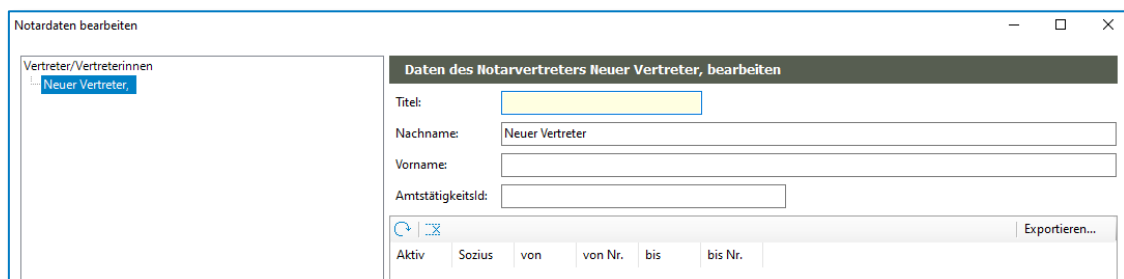 Notardaten bearbeiten
Vertreter/Vertreterinnen
Neuer Vertreter,
Daten des Notarvertreters Neuer Vertreter, bearbeiten
Titel:
Nachname: Neuer Vertreter
Vorname:
AmtstätigkeitsId:
Exportieren...
Aktiv Sozius von von Nr. bis bis Nr.